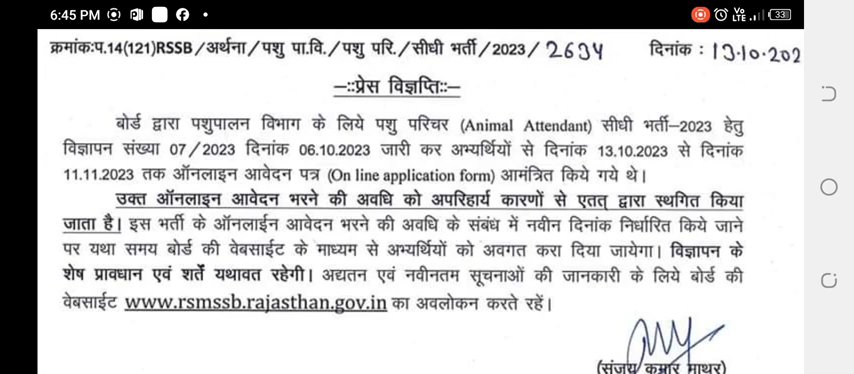 6:45 PM
Vo LTE 33
क्रमांकःप.14(121)RSSB/अर्थना/पशु पा.वि./पशु परि./सीधी भर्ती/2023/2634 दिनांक : 13.10.202
—::प्रेस विज्ञप्ति::—
बोर्ड द्वारा पशुपालन विभाग के लिये पशु परिचर (Animal Attendant) सीधी भर्ती—2023 हेतु
विज्ञापन संख्या 07/2023 दिनांक 06.10.2023 जारी कर अभ्यर्थियों से दिनांक 13.10.2023 से दिनांक
11.11.2023 तक ऑनलाइन आवेदन पत्र (On line application form) आमंत्रित किये गये थे।
उक्त ऑनलाइन आवेदन भरने की अवधि को अपरिहार्य कारणों से एतत् द्वारा स्थगित किया
जाता है। इस भर्ती के ऑनलाईन आवेदन भरने की अवधि के संबंध में नवीन दिनांक निर्धारित किये जाने
पर यथा समय बोर्ड की वेबसाईट के माध्यम से अभ्यर्थियों को अवगत करा दिया जायेगा। विज्ञापन के
शेष प्रावधान एवं शर्तें यथावत रहेगी। अद्यतन एवं नवीनतम सूचनाओं की जानकारी के लिये बोर्ड की
वेबसाईट www.rsmssb.rajasthan.gov.in का अवलोकन करते रहें।
(संजय कुमार माथुर)